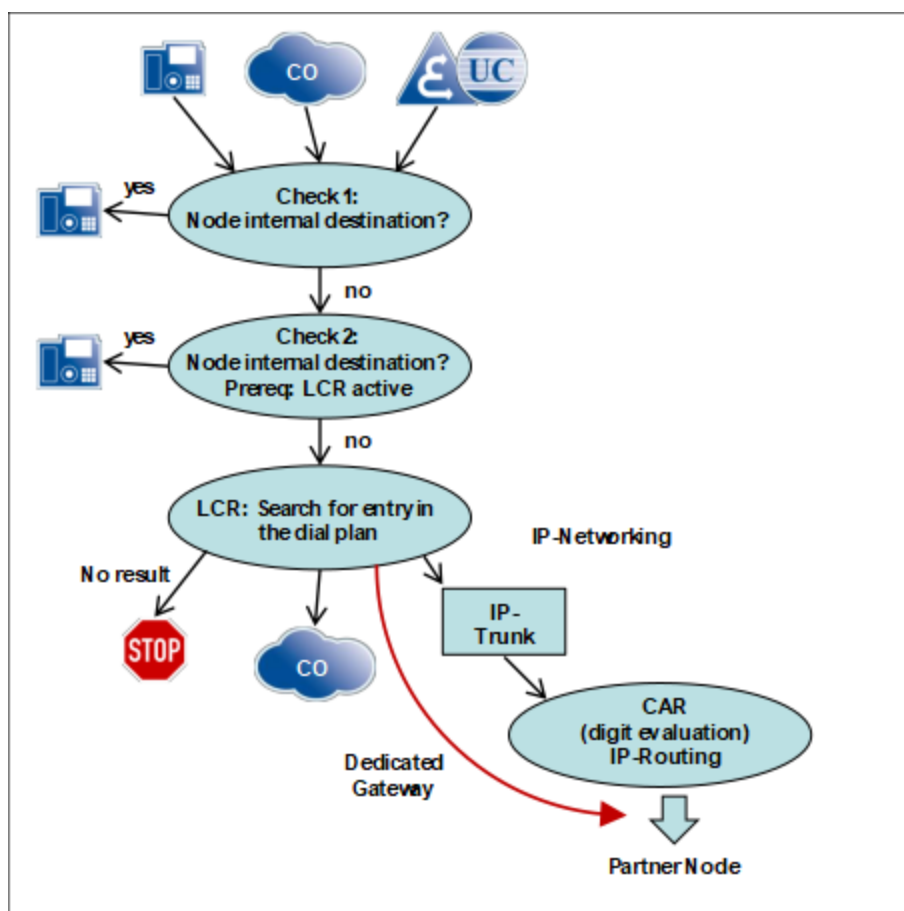 CO
UC
Check 1:
Node internal destination?
yes
no
Check 2:
Node internal destination?
Prereq: LCR active
yes
no
LCR: Search for entry in
the dial plan
IP-Networking
No result
IP-
Trunk
STOP
CO
CAR
(digit evaluation)
IP-Routing
Dedicated
Gateway
Partner Node